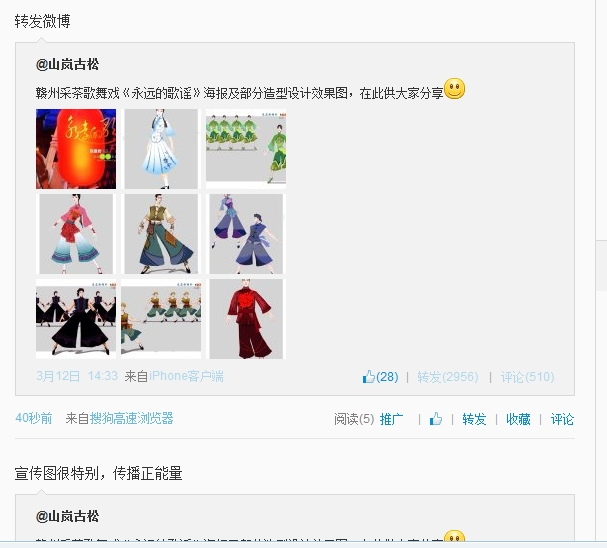 转发微博
@山岚古松
赣州采茶歌舞戏《永远的歌谣》海报及部分造型设计效果图，在此供大家分享
3月12日 14:33 来自iPhone客户端
(28) | 转发(2956) | 评论(510)
40秒前 来自搜狗高速浏览器
阅读(5) 推广 | | 转发 | 收藏 | 评论
宣传图很特别，传播正能量
@山岚古松